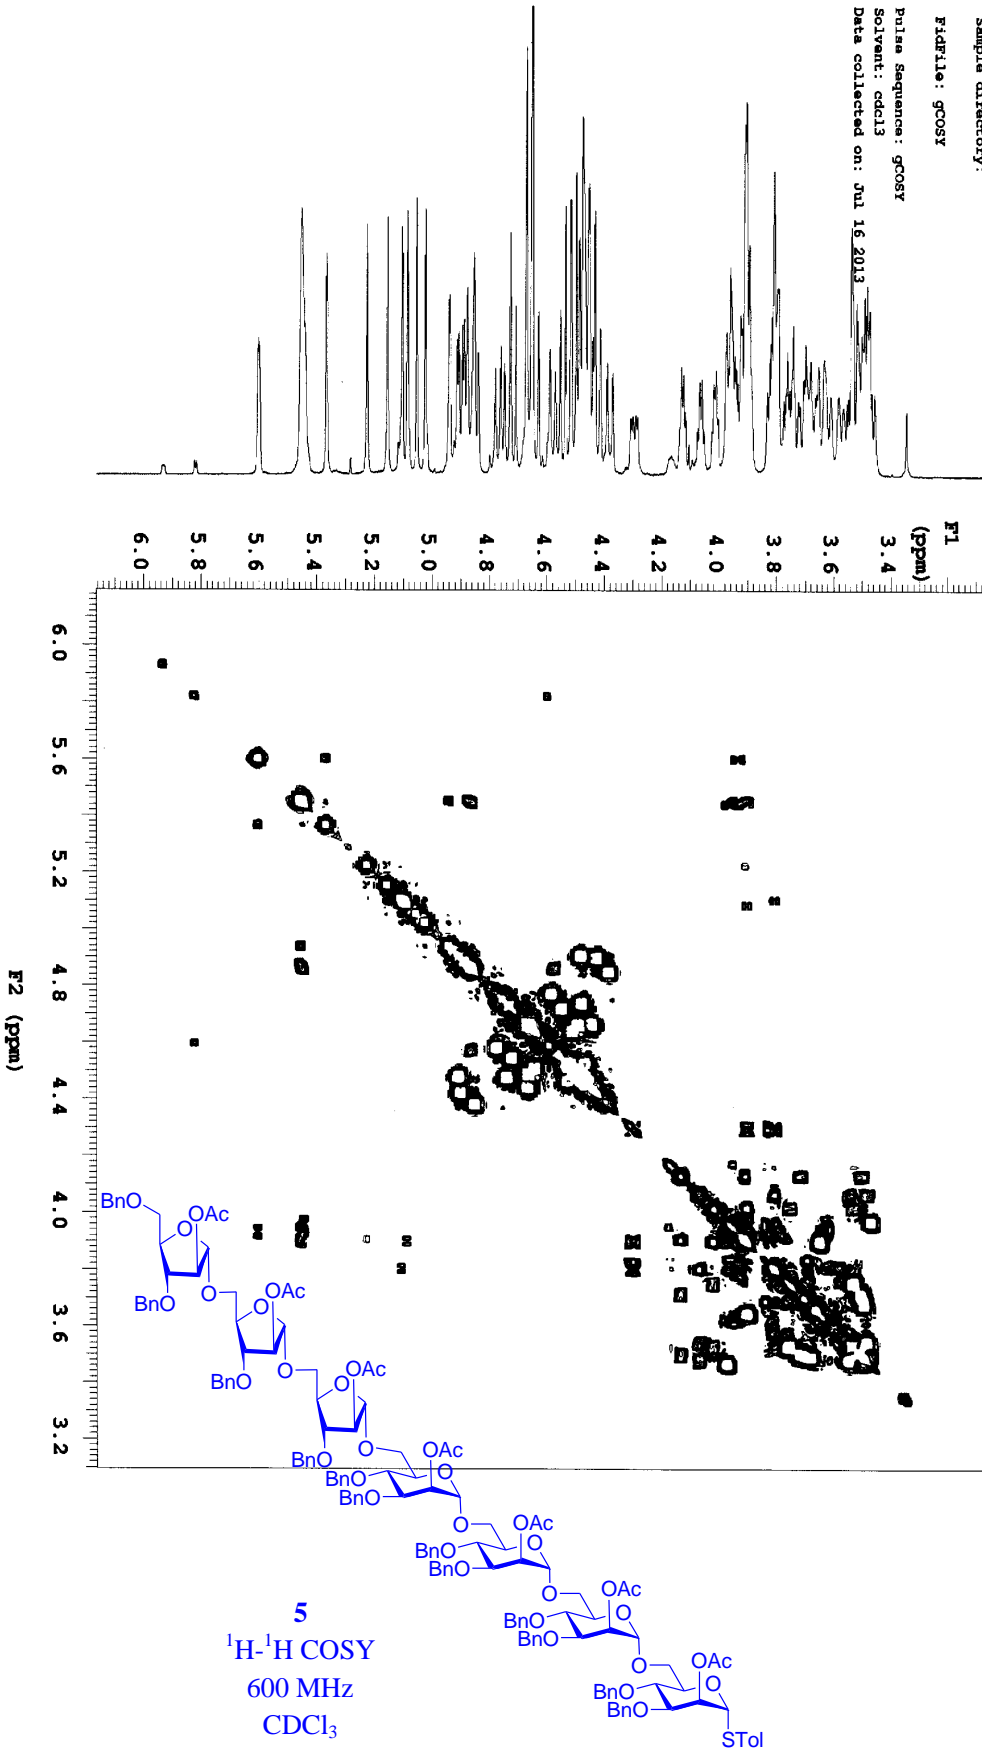 Sample directory:
FidFile: gCOSY
Pulse Sequence: gCOSY
Solvent: cdcl3
Data collected on: Jul 16 2013
F1
(ppm)
3.4
3.6
3.8
4.0
4.2
4.4
4.6
4.8
5.0
5.2
5.4
5.6
5.8
6.0
6.0
5.6
5.2
4.8
4.4
4.0
3.6
3.2
F2 (ppm)
BnO
O
OAc
BnO
O
O
OAc
BnO
O
O
OAc
BnO
O
OAc
BnO
BnO
O
O
OAc
BnO
BnO
O
O
OAc
BnO
BnO
O
O
OAc
BnO
BnO
O
STol
5
¹H-¹H COSY
600 MHz
CDCl₃